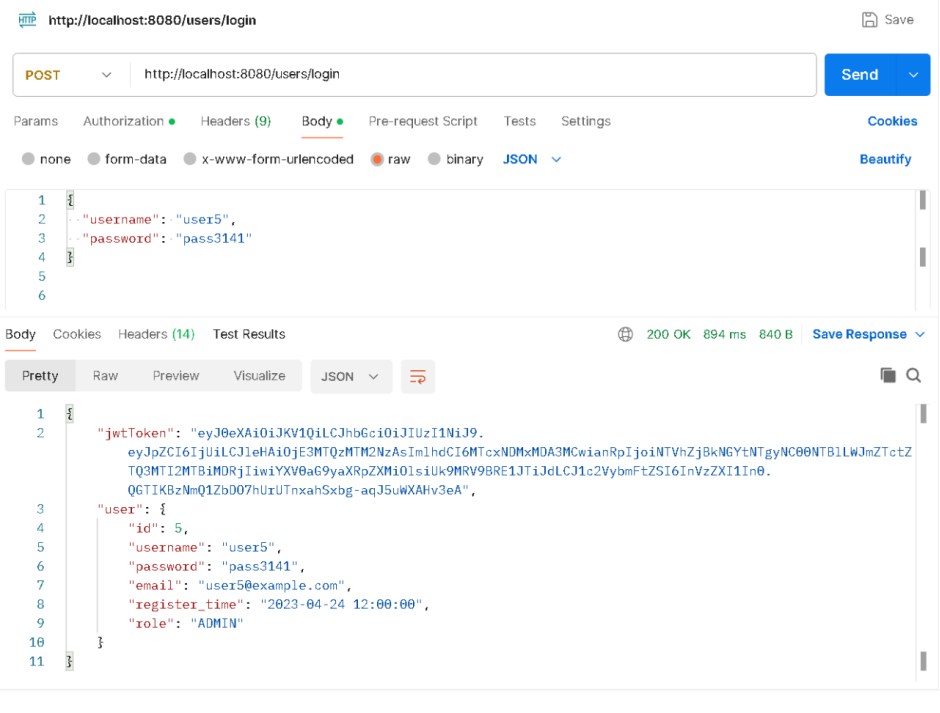 HTTP http://localhost:8080/users/login Save
POST http://localhost:8080/users/login Send
Params Authorization Headers (9) Body Pre-request Script Tests Settings Cookies
none form-data x-www-form-urlencoded raw binary JSON Beautify
1 {
2 "username": "user5",
3 "password": "pass3141"
4 }
5
6
Body Cookies Headers (14) Test Results 200 OK 894 ms 840 B Save Response
Pretty Raw Preview Visualize JSON
1 {
2 "jwtToken": "eyJ0eXAiOiJKV1QiLCJhbGciOiJIUzI1NiJ9.
eyJpZCI6IjUiLCJleHAiOjE3MTQzMTM2NzAsImlhdCI6MTcxNDMxMDA3MCwianRpIjoiNTVhZjBkNGYtNTgyNC00NTBlLWJmZTctZ
TQ3MTI2MTBiMDRjIiwiYXV0aG9yaXRpZXMiOlsiUk9MRV9BRE1JTiJdLCJ1c2VybmFtZSI6InVzZXI1In0.
QGTIKBzNmQ1ZbDO7hUrUTnxahSxbg-aqJ5uWXAHv3eA",
3 "user": {
4 "id": 5,
5 "username": "user5",
6 "password": "pass3141",
7 "email": "user5@example.com",
8 "register_time": "2023-04-24 12:00:00",
9 "role": "ADMIN"
10 }
11 }